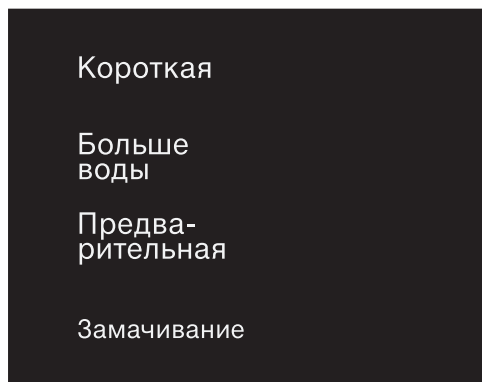 Короткая
Больше
воды
Предва-
рительная
Замачивание